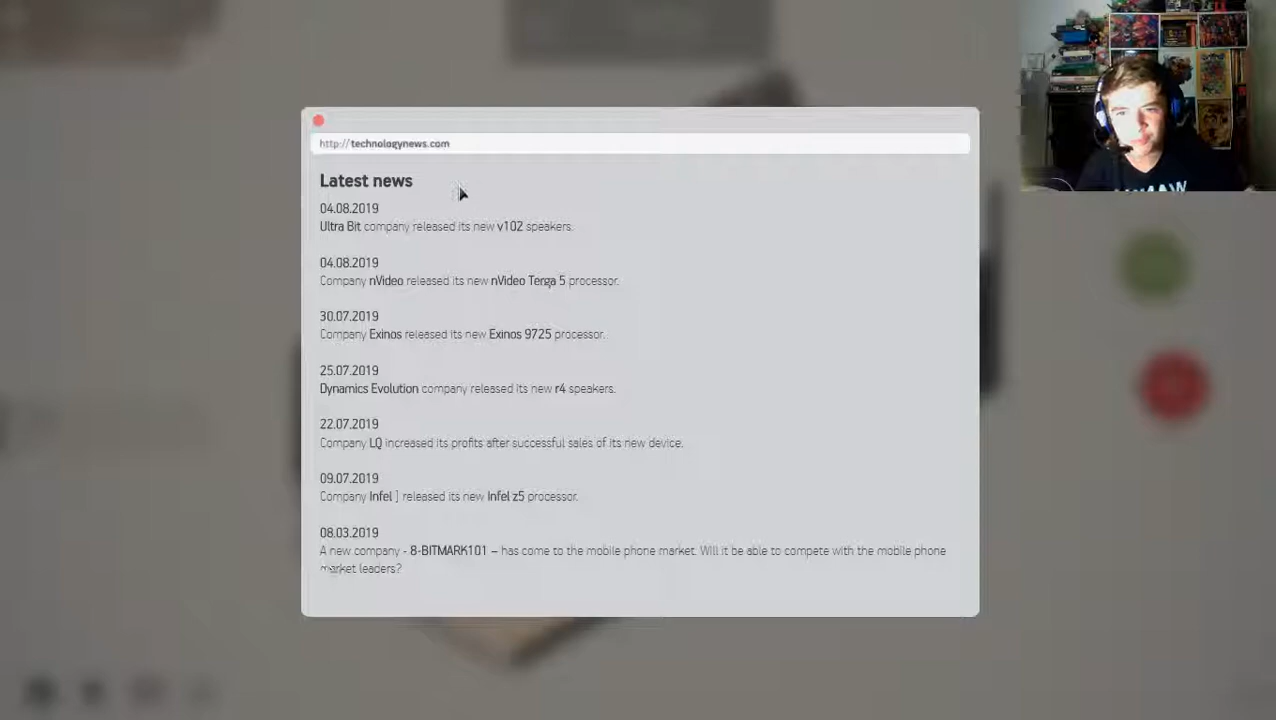 http://technologynews.com
Latest news
04.08.2019
Ultra Bit company released its new v102 speakers.
04.08.2019
Company nVideo released its new nVideo Terga 5 processor.
30.07.2019
Company Exinos released its new Exinos 9725 processor.
25.07.2019
Dynamics Evolution company released its new r4 speakers.
22.07.2019
Company LQ increased its profits after successful sales of its new device.
09.07.2019
Company Infel ] released its new Infel z5 processor.
08.03.2019
A new company - 8-BITMARK101 – has come to the mobile phone market. Will it be able to compete with the mobile phone
market leaders?